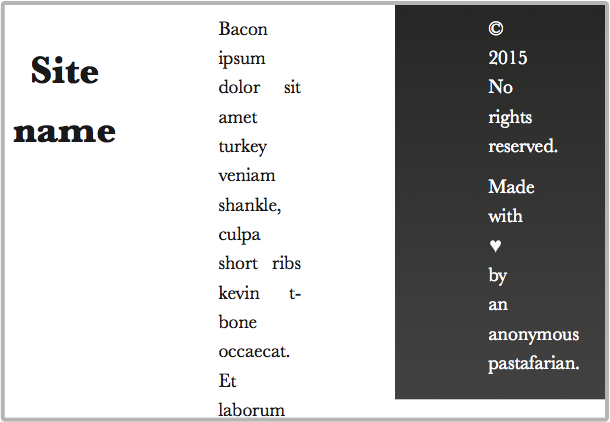 Site
name
Bacon
ipsum
dolor sit
amet
turkey
veniam
shankle,
culpa
short ribs
kevin t-
bone
occaecat.
Et
laborum
©
2015
No
rights
reserved.
Made
with
♥
by
an
anonymous
pastafarian.